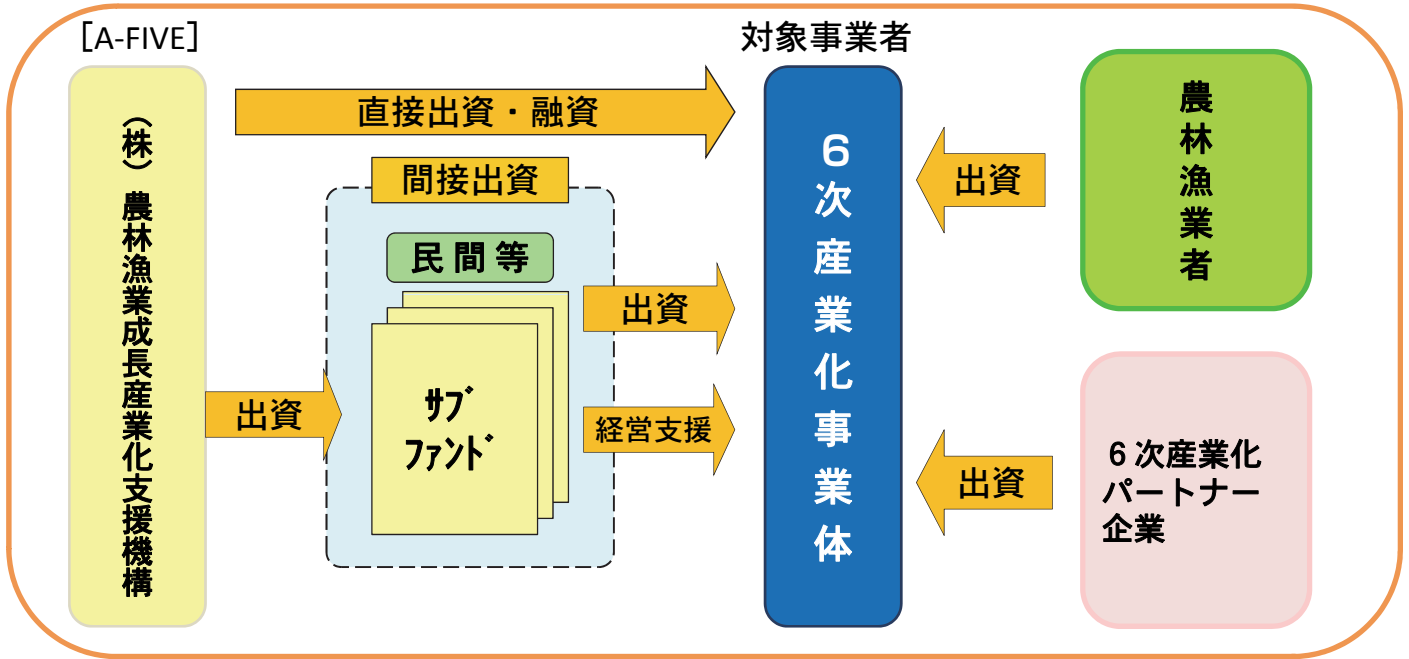 ［A-FIVE］
（株）農林漁業成長産業化支援機構
直接出資・融資
間接出資
民間等
ｻﾌﾞ
ﾌｧﾝﾄﾞ
出資
出資
経営支援
対象事業者
６次産業化事業体
出資
出資
農林漁業者
６次産業化
パートナー
企業